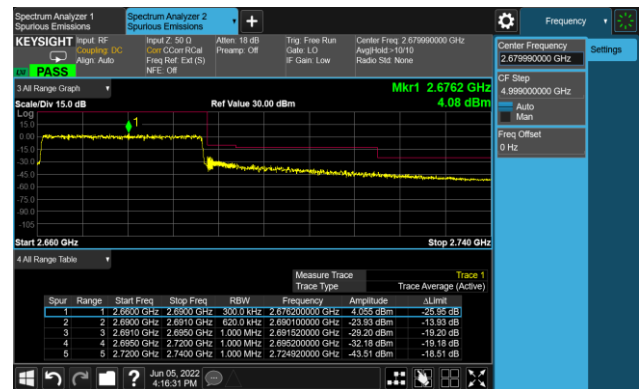 Spectrum Analyzer 1
Spurious Emissions
Spectrum Analyzer 2
Spurious Emissions
Frequency
KEYSIGHT
Input: RF
Coupling: DC
Align: Auto
Input Z: 50 Ω
Corr CCorr RCal
Freq Ref: Ext (S)
NFE: Off
Atten: 18 dB
Preamp: Off
Trig: Free Run
Gate: LO
IF Gain: Low
Center Freq: 2.679990000 GHz
Avg|Hold:>10/10
Radio Std: None
PASS
Center Frequency
2.679990000 GHz
Settings
CF Step
4.999000000 GHz
Auto
Man
Freq Offset
0 Hz
3 All Range Graph
Mkr1 2.6762 GHz
4.08 dBm
Scale/Div 15.0 dB
Ref Value 30.00 dBm
Log
15.0
0.00
-15.0
-30.0
-45.0
-60.0
-75.0
-90.0
-105
1
Start 2.660 GHz
Stop 2.740 GHz
4 All Range Table
Measure Trace Trace 1
Trace Type Trace Average (Active)
Spur Range Start Freq Stop Freq RBW Frequency Amplitude ΔLimit
1 1 2.6600 GHz 2.6900 GHz 300.0 kHz 2.676200000 GHz 4.055 dBm -25.95 dB
2 2 2.6900 GHz 2.6910 GHz 620.0 kHz 2.690100000 GHz -23.93 dBm -13.93 dB
3 3 2.6910 GHz 2.6950 GHz 1.000 MHz 2.691520000 GHz -29.20 dBm -19.20 dB
4 4 2.6950 GHz 2.7200 GHz 1.000 MHz 2.695200000 GHz -32.18 dBm -19.18 dB
5 5 2.7200 GHz 2.7400 GHz 1.000 MHz 2.724920000 GHz -43.51 dBm -18.51 dB
Jun 05, 2022
4:16:31 PM